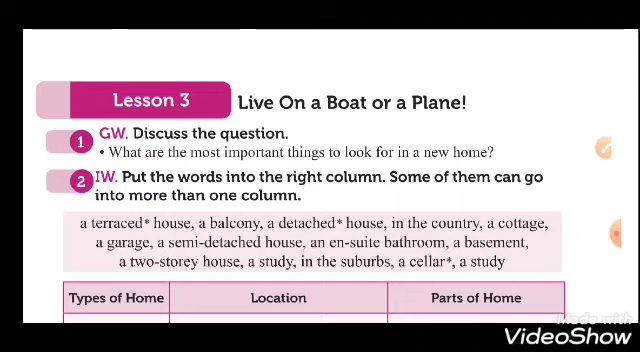 Lesson 3
Live On a Boat or a Plane!
1
GW. Discuss the question.
• What are the most important things to look for in a new home?
2
IW. Put the words into the right column. Some of them can go
into more than one column.
a terraced* house, a balcony, a detached* house, in the country, a cottage,
a garage, a semi-detached house, an en-suite bathroom, a basement,
a two-storey house, a study, in the suburbs, a cellar*, a study
Types of Home Location Parts of Home
Made with
VideoShow